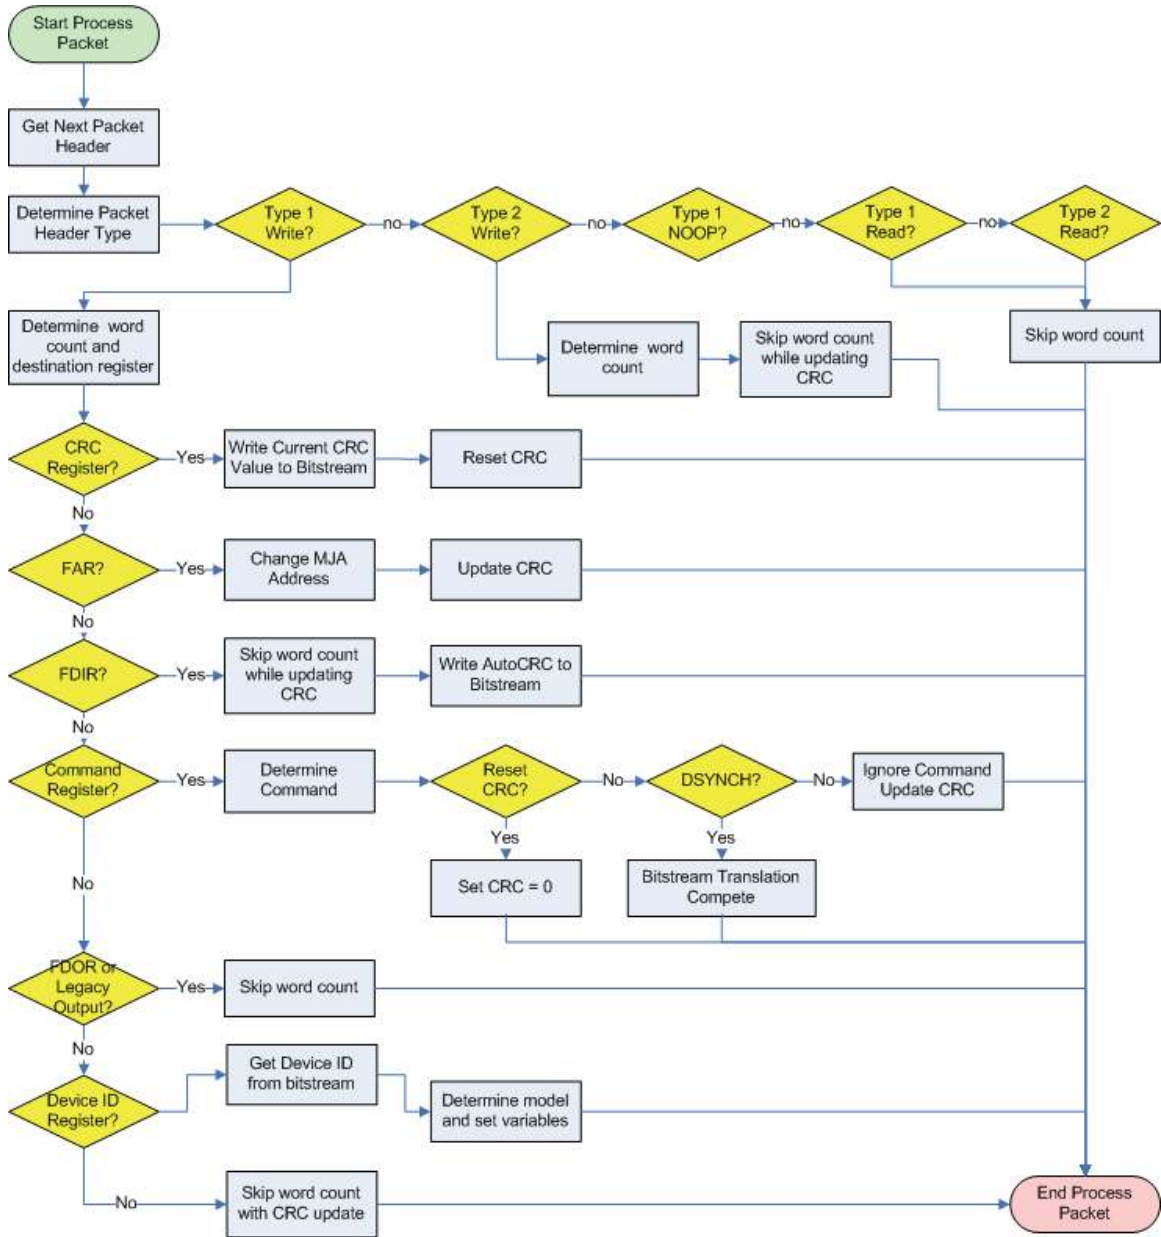 Start Process
Packet
Get Next Packet
Header
Determine Packet
Header Type
Type 1
Write?
no
Type 2
Write?
no
Type 1
NOOP?
no
Type 1
Read?
no
Type 2
Read?
Determine word
count and
destination register
Determine word
count
Skip word count
while updating
CRC
Skip word count
CRC
Register?
Yes
Write Current CRC
Value to Bitstream
Reset CRC
No
FAR?
Yes
Change MJA
Address
Update CRC
No
FDIR?
Yes
Skip word count
while updating
CRC
Write AutoCRC to
Bitstream
No
Command
Register?
Yes
Determine
Command
Reset
CRC?
No
DSYNCH?
No
Ignore Command
Update CRC
Yes
Yes
Set CRC = 0
Bitstream Translation
Compete
No
FDOR or
Legacy
Output?
Yes
Skip word count
No
Device ID
Register?
Get Device ID
from bitstream
Determine model
and set variables
No
Skip word count
with CRC update
End Process
Packet